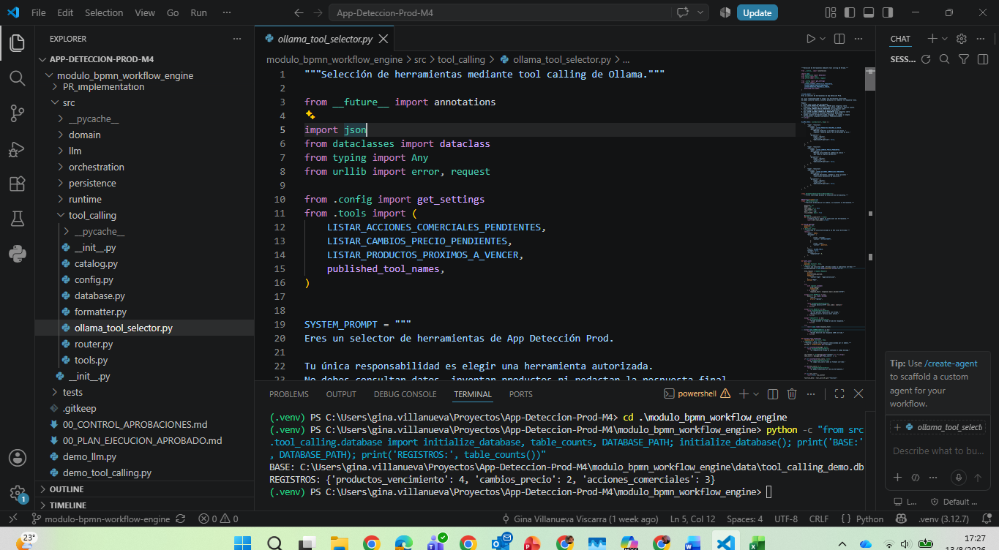 File Edit Selection View Go Run ···
App-Deteccion-Prod-M4
Update
EXPLORER ···
APP-DETECCION-PROD-M4
modulo_bpmn_workflow_engine
PR_Implementation
src
__pycache__
domain
llm
orchestration
persistence
runtime
tool_calling
__pycache__
__init__.py
catalog.py
config.py
database.py
formatter.py
ollama_tool_selector.py
router.py
tools.py
__init__.py
tests
.gitkeep
00_CONTROL_APROBACIONES.md
00_PLAN_EJECUCION_APROBADO.md
demo_llm.py
demo_tool_calling.py
OUTLINE
TIMELINE
ollama_tool_selector.py
modulo_bpmn_workflow_engine > src > tool_calling > ollama_tool_selector.py > ...
1 """Selección de herramientas mediante tool calling de Ollama."""
2
3 from __future__ import annotations
4
5 import json
6 from dataclasses import dataclass
7 from typing import Any
8 from urllib import error, request
9
10 from .config import get_settings
11 from .tools import (
12 LISTAR_ACCIONES_COMERCIALES_PENDIENTES,
13 LISTAR_CAMBIOS_PRECIO_PENDIENTES,
14 LISTAR_PRODUCTOS_PROXIMOS_A_VENCER,
15 published_tool_names,
16 )
17
18
19 SYSTEM_PROMPT = """
20 Eres un selector de herramientas de App Detección Prod.
21
22 Tu única responsabilidad es elegir una herramienta autorizada.
23 No debes consultar datos, inventar productos ni redactar la respuesta final.
PROBLEMS OUTPUT DEBUG CONSOLE TERMINAL PORTS
powershell
(.venv) PS C:\Users\gina.villanueva\Proyectos\App-Deteccion-Prod-M4> cd .\modulo_bpmn_workflow_engine
(.venv) PS C:\Users\gina.villanueva\Proyectos\App-Deteccion-Prod-M4\modulo_bpmn_workflow_engine> python -c "from src
.tool_calling.database import initialize_database, table_counts, DATABASE_PATH; initialize_database(); print('BASE:'
, DATABASE_PATH); print('REGISTROS:', table_counts())"
BASE: C:\Users\gina.villanueva\Proyectos\App-Deteccion-Prod-M4\modulo_bpmn_workflow_engine\data\tool_calling_demo.db
REGISTROS: {'productos_vencimiento': 4, 'cambios_precio': 2, 'acciones_comerciales': 3}
(.venv) PS C:\Users\gina.villanueva\Proyectos\App-Deteccion-Prod-M4\modulo_bpmn_workflow_engine>
CHAT
SESS...
Tip: Use /create-agent
to scaffold a custom
agent for your
workflow.
ollama_tool_selecti
Describe what to bu...
L... Default ...
modulo-bpmn-workflow-engine 0 0 Gina Villanueva Viscarra (1 week ago) Ln 5, Col 12 Spaces: 4 UTF-8 CRLF { } Python .venv (3.12.7)
1
23°
17:27
13/8/2026